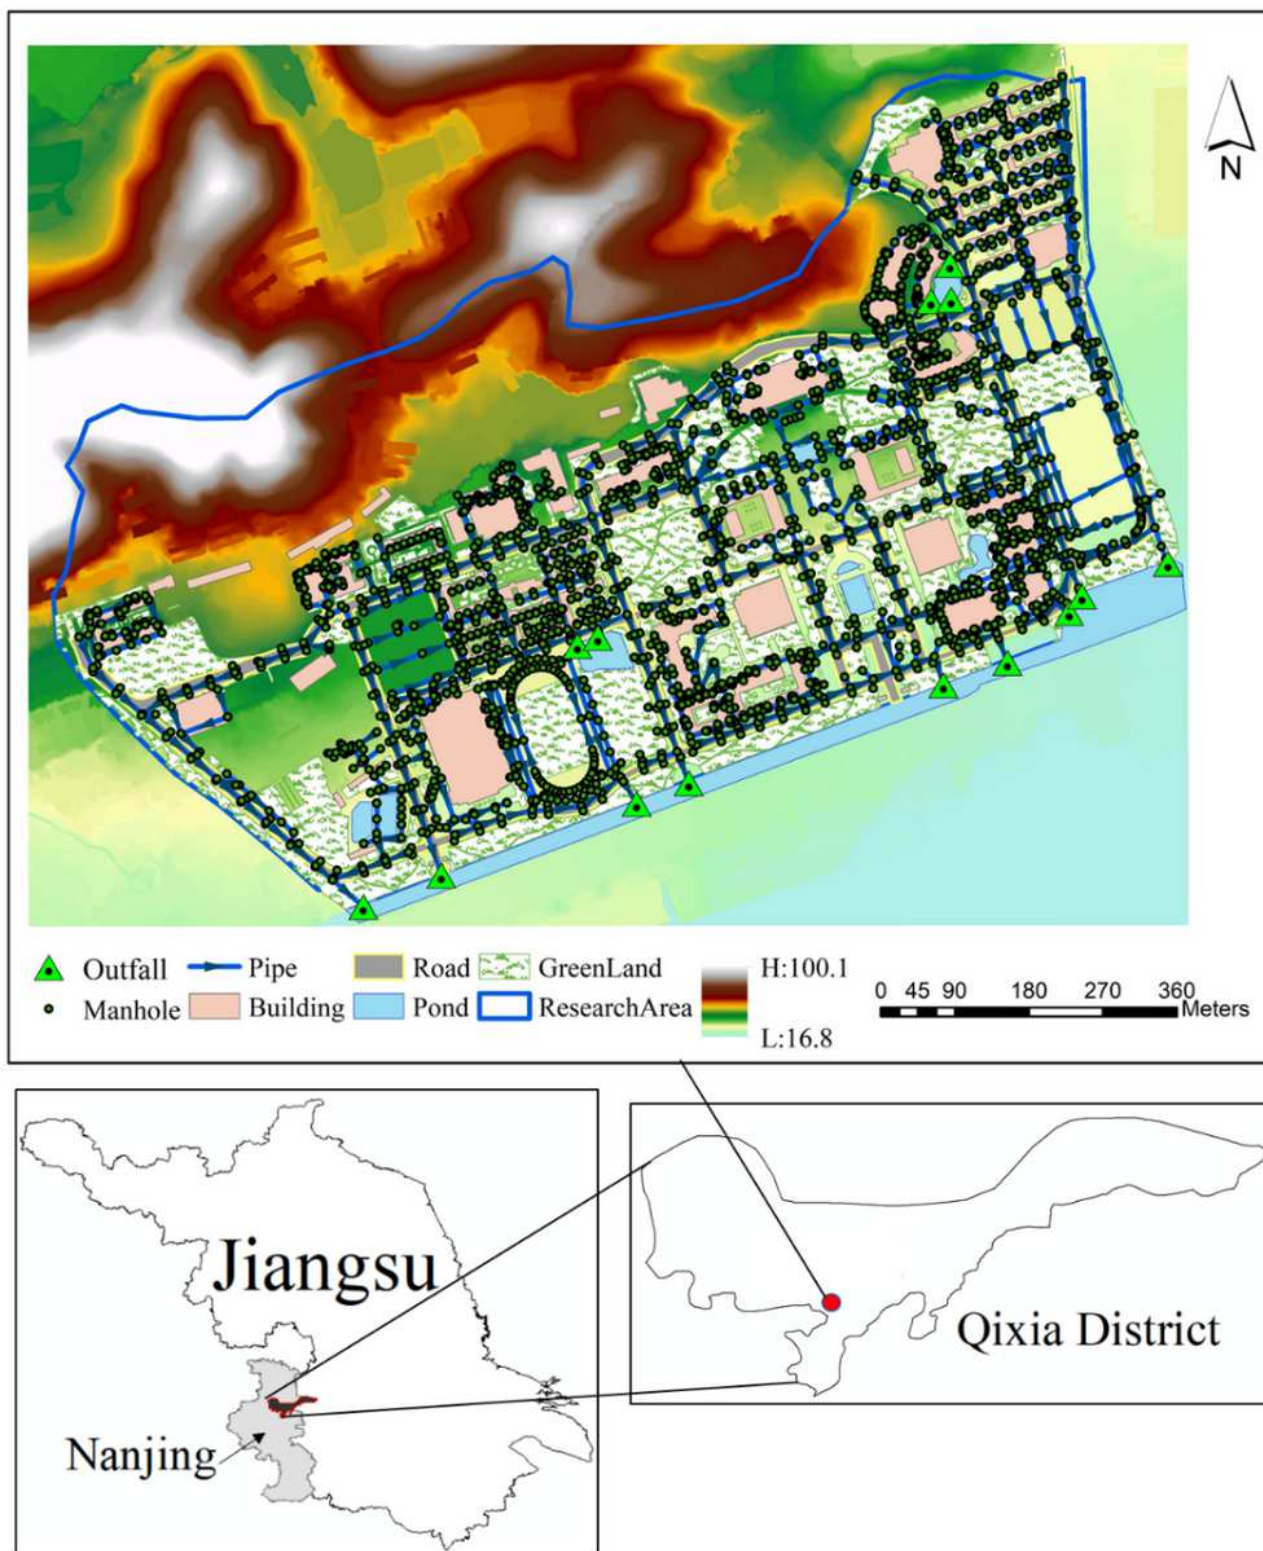 N
Outfall Pipe Road GreenLand H:100.1 0 45 90 180 270 360
Manhole Building Pond ResearchArea L:16.8 Meters
Jiangsu
Nanjing
Qixia District